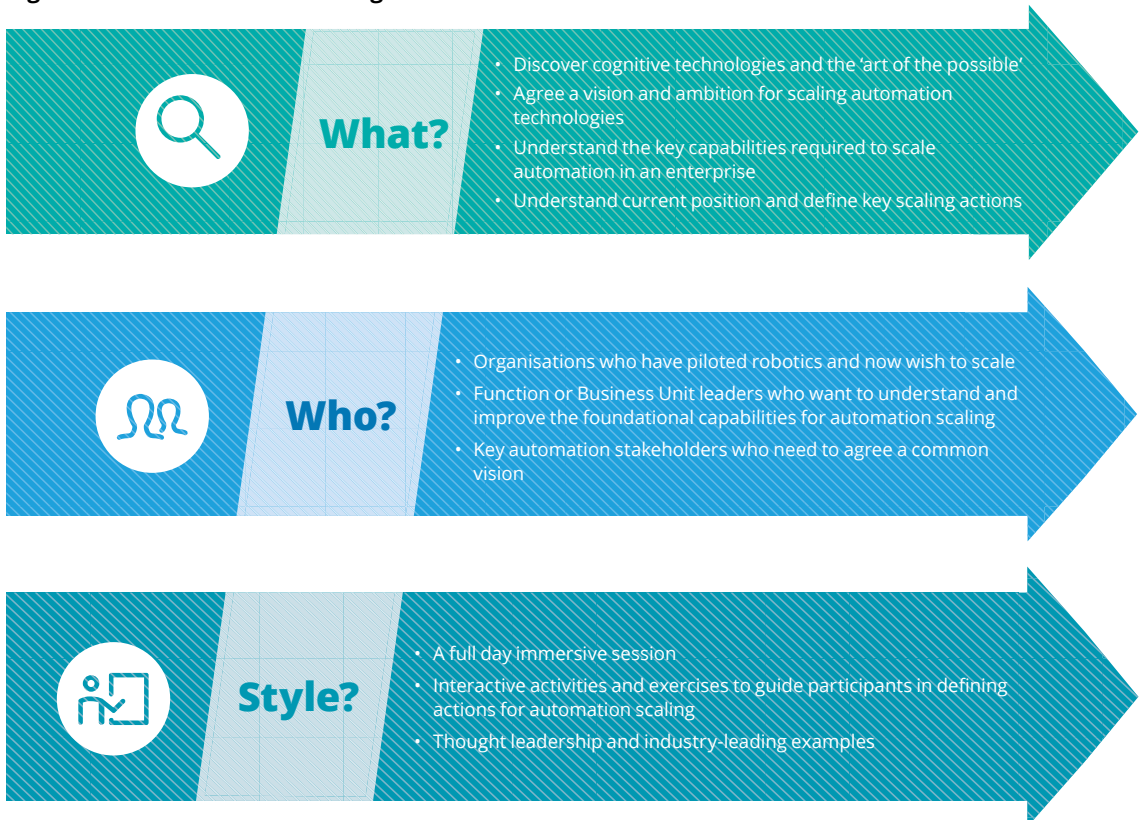 What?
• Discover cognitive technologies and the ‘art of the possible’
• Agree a vision and ambition for scaling automation
technologies
• Understand the key capabilities required to scale
automation in an enterprise
• Understand current position and define key scaling actions
Who?
• Organisations who have piloted robotics and now wish to scale
• Function or Business Unit leaders who want to understand and
improve the foundational capabilities for automation scaling
• Key automation stakeholders who need to agree a common
vision
Style?
• A full day immersive session
• Interactive activities and exercises to guide participants in defining
actions for automation scaling
• Thought leadership and industry-leading examples